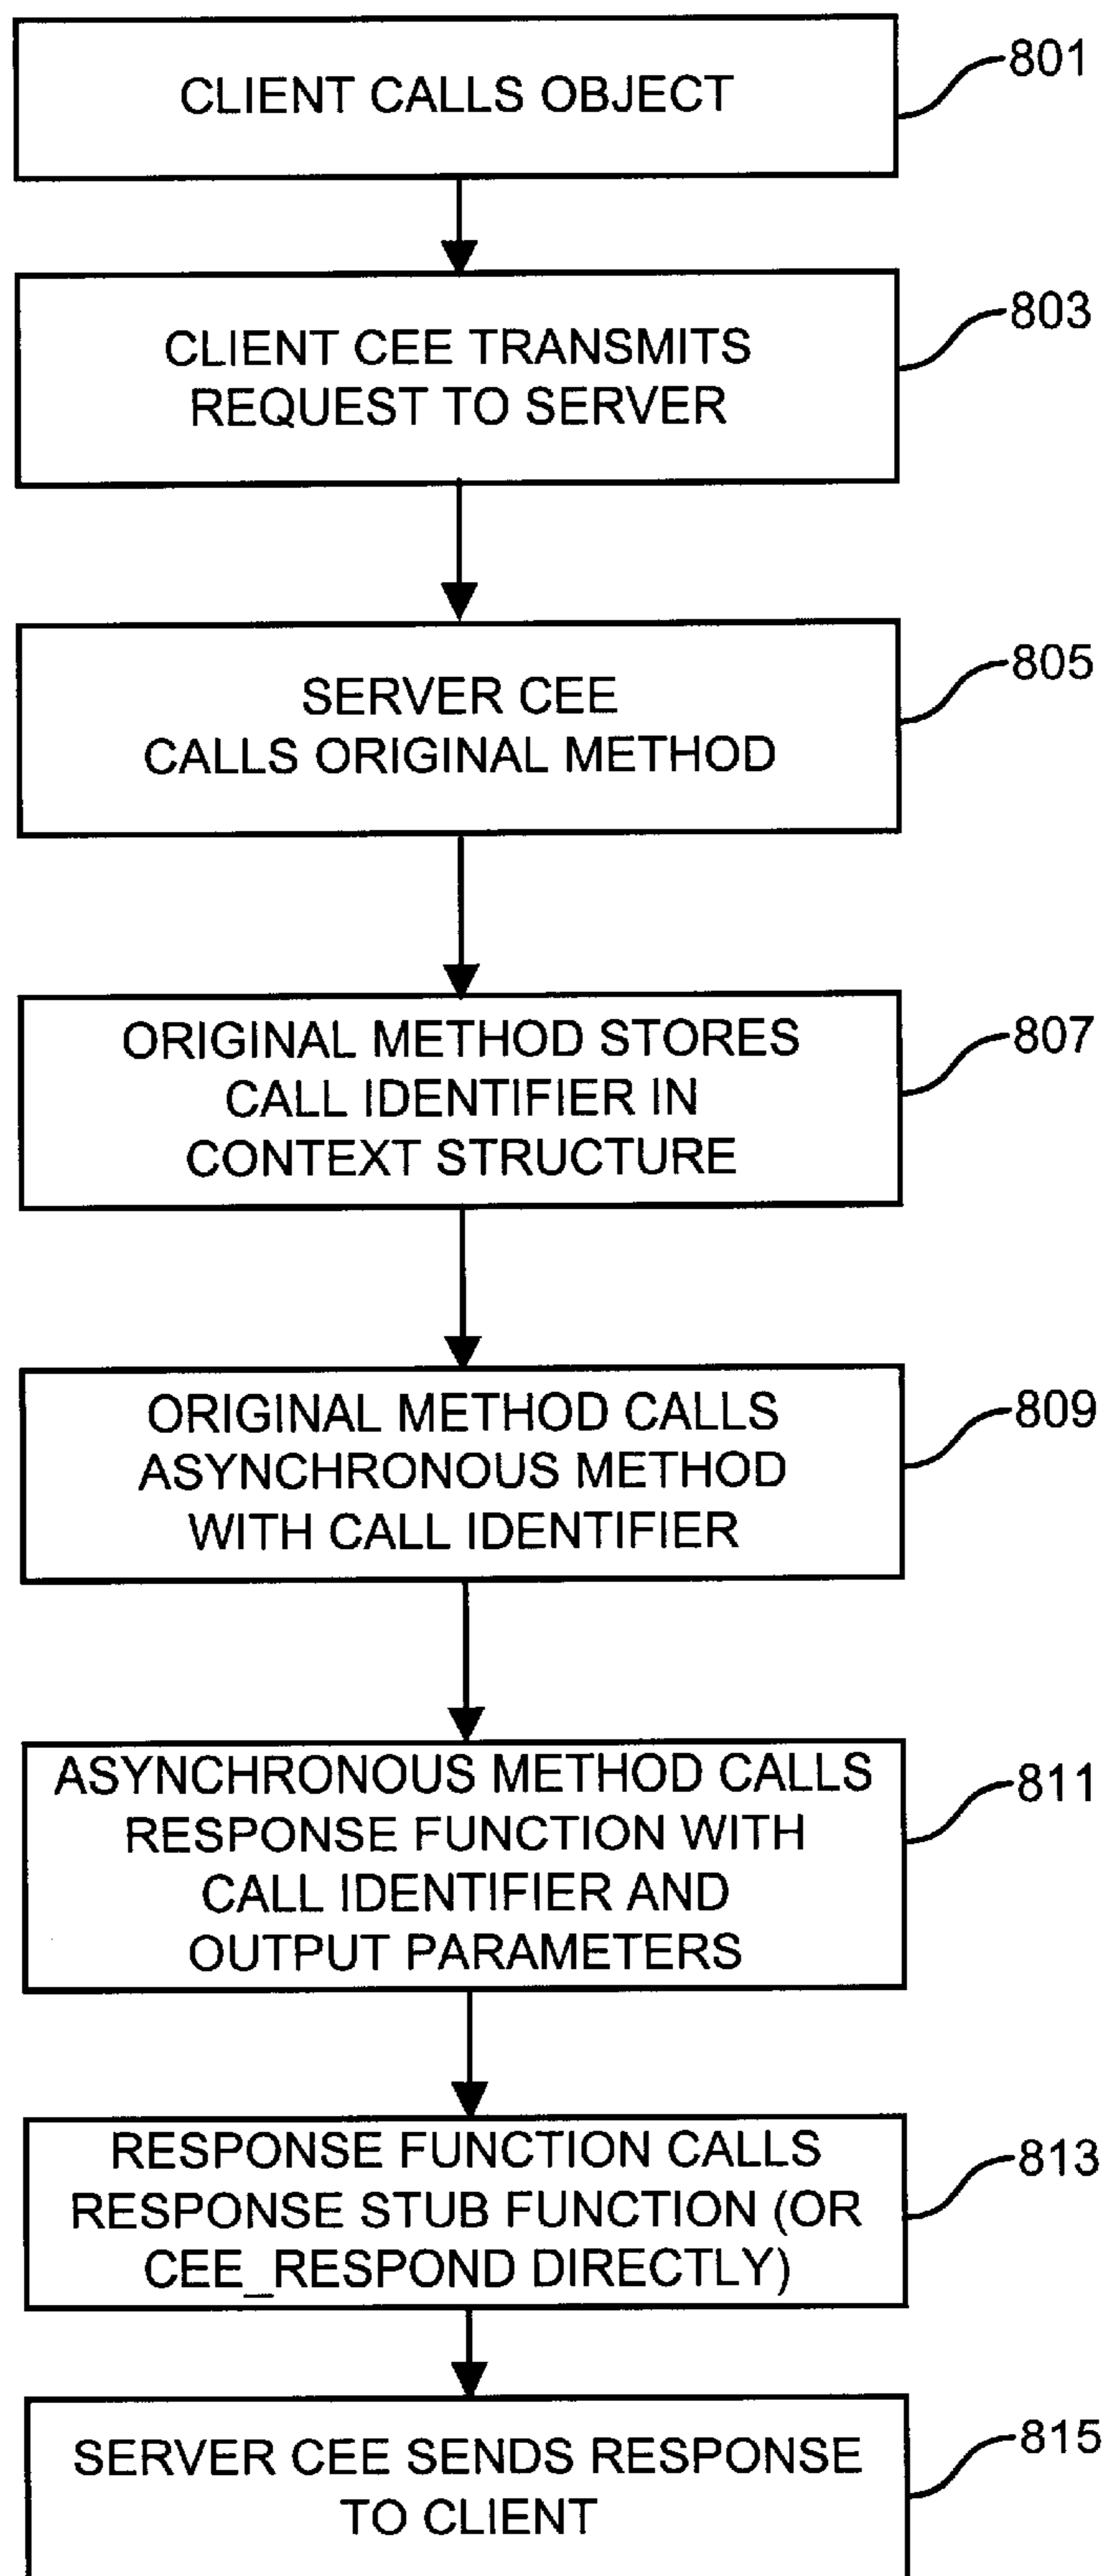 CLIENT CALLS OBJECT
801
CLIENT CEE TRANSMITS
REQUEST TO SERVER
803
SERVER CEE
CALLS ORIGINAL METHOD
805
ORIGINAL METHOD STORES
CALL IDENTIFIER IN
CONTEXT STRUCTURE
807
ORIGINAL METHOD CALLS
ASYNCHRONOUS METHOD
WITH CALL IDENTIFIER
809
ASYNCHRONOUS METHOD CALLS
RESPONSE FUNCTION WITH
CALL IDENTIFIER AND
OUTPUT PARAMETERS
811
RESPONSE FUNCTION CALLS
RESPONSE STUB FUNCTION (OR
CEE_RESPOND DIRECTLY)
813
SERVER CEE SENDS RESPONSE
TO CLIENT
815